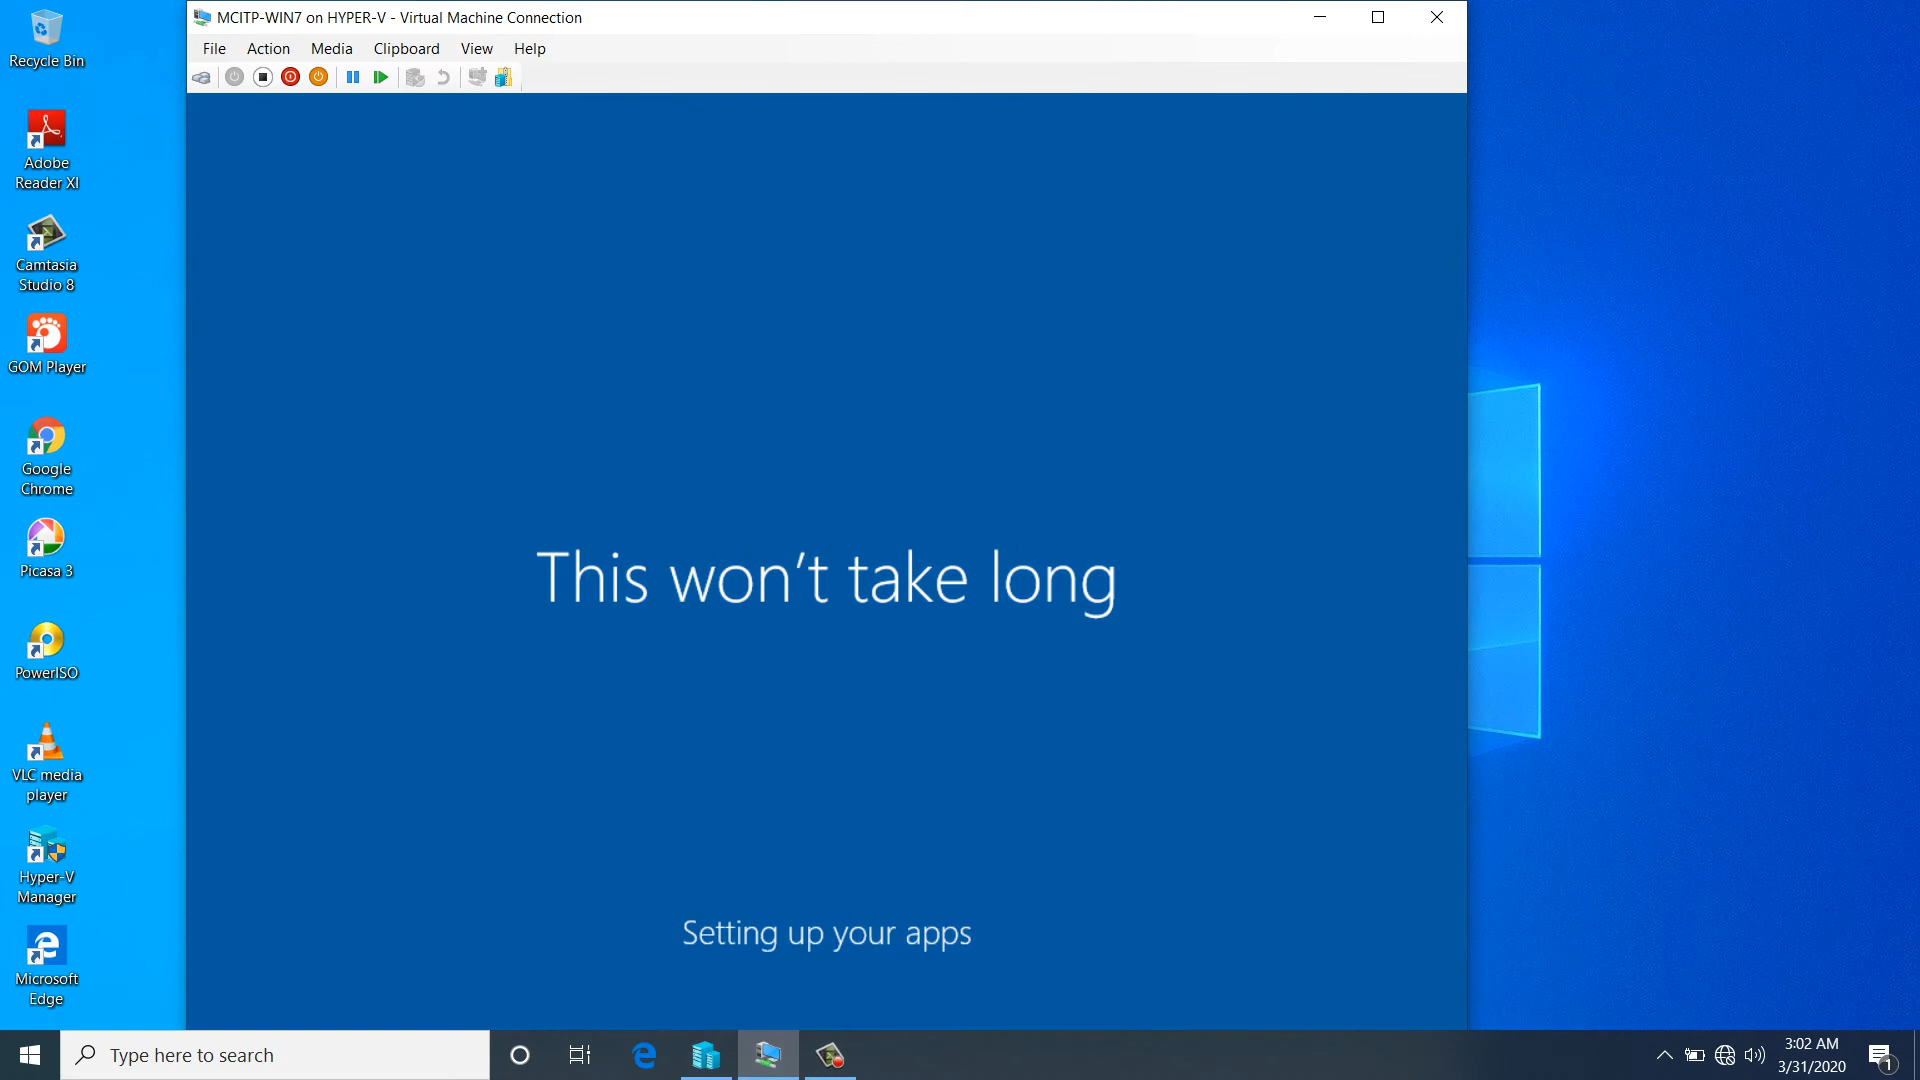 MCITP-WIN7 on HYPER-V - Virtual Machine Connection
File Action Media Clipboard View Help
Recycle Bin
Adobe
Reader XI
Camtasia
Studio 8
GOM Player
Google
Chrome
Picasa 3
PowerISO
VLC media
player
Hyper-V
Manager
Microsoft
Edge
This won't take long
Setting up your apps
Type here to search
3:02 AM
3/31/2020
1